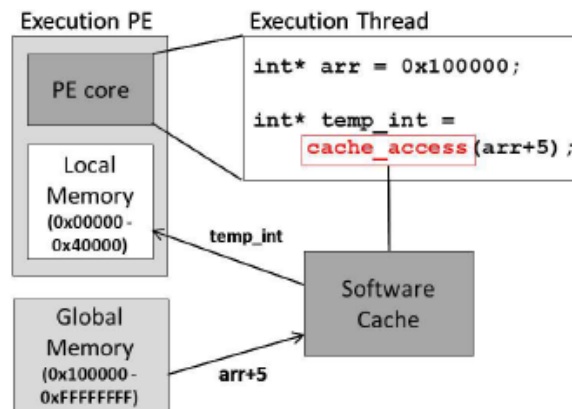 Execution PE
Execution Thread
PE core
int* arr = 0x100000;
int* temp_int =
cache_access(arr+5);
Local
Memory
(0x00000 -
0x40000)
temp_int
Software
Cache
Global
Memory
(0x100000 -
0xFFFFFFFF)
arr+5